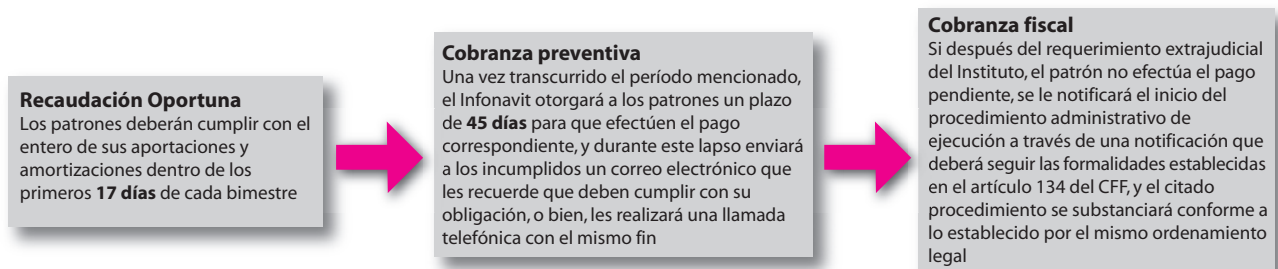 Recaudación Oportuna
Los patrones deberán cumplir con el
entero de sus aportaciones y
amortizaciones dentro de los
primeros 17 días de cada bimestre
Cobranza preventiva
Una vez transcurrido el período mencionado,
el Infonavit otorgará a los patrones un plazo
de 45 días para que efectúen el pago
correspondiente, y durante este lapso enviará
a los incumplidos un correo electrónico que
les recuerde que deben cumplir con su
obligación, o bien, les realizará una llamada
telefónica con el mismo fin
Cobranza fiscal
Si después del requerimiento extrajudicial
del Instituto, el patrón no efectúa el pago
pendiente, se le notificará el inicio del
procedimiento administrativo de
ejecución a través de una notificación que
deberá seguir las formalidades establecidas
en el artículo 134 del CFF, y el citado
procedimiento se substanciará conforme a
lo establecido por el mismo ordenamiento
legal